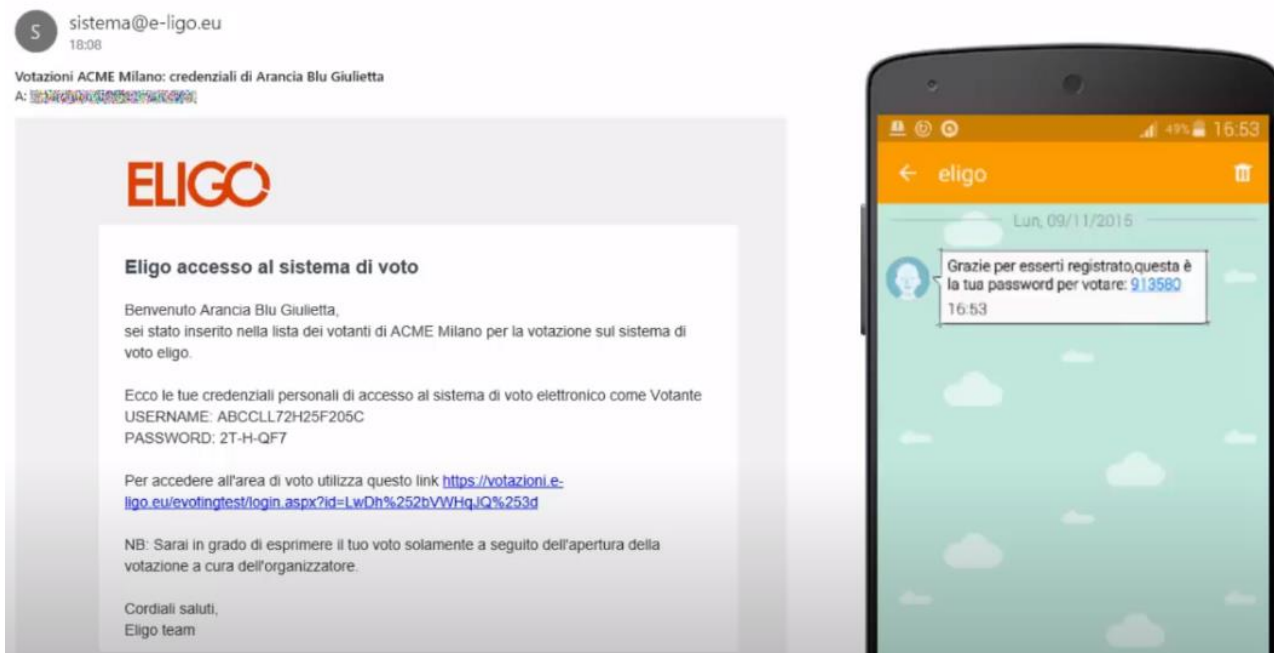 S
sistema@e-ligo.eu
18:08
Votazioni ACME Milano: credenziali di Arancia Blu Giulietta
A:
ELIGO
Eligo accesso al sistema di voto
Benvenuto Arancia Blu Giulietta,
sei stato inserito nella lista dei votanti di ACME Milano per la votazione sul sistema di
voto eligo.
Ecco le tue credenziali personali di accesso al sistema di voto elettronico come Votante
USERNAME: ABCCLL72H25F205C
PASSWORD: 2T-H-QF7
Per accedere all'area di voto utilizza questo link https://votazioni.e-
ligo.eu/evotingtest/login.aspx?id=LwDh%252bVWHqJQ%253d
NB: Sarai in grado di esprimere il tuo voto solamente a seguito dell'apertura della
votazione a cura dell'organizzatore.
Cordiali saluti,
Eligo team
49% 16:53
eligo
Lun, 09/11/2015
Grazie per esserti registrato,questa è
la tua password per votare: 913580
16:53